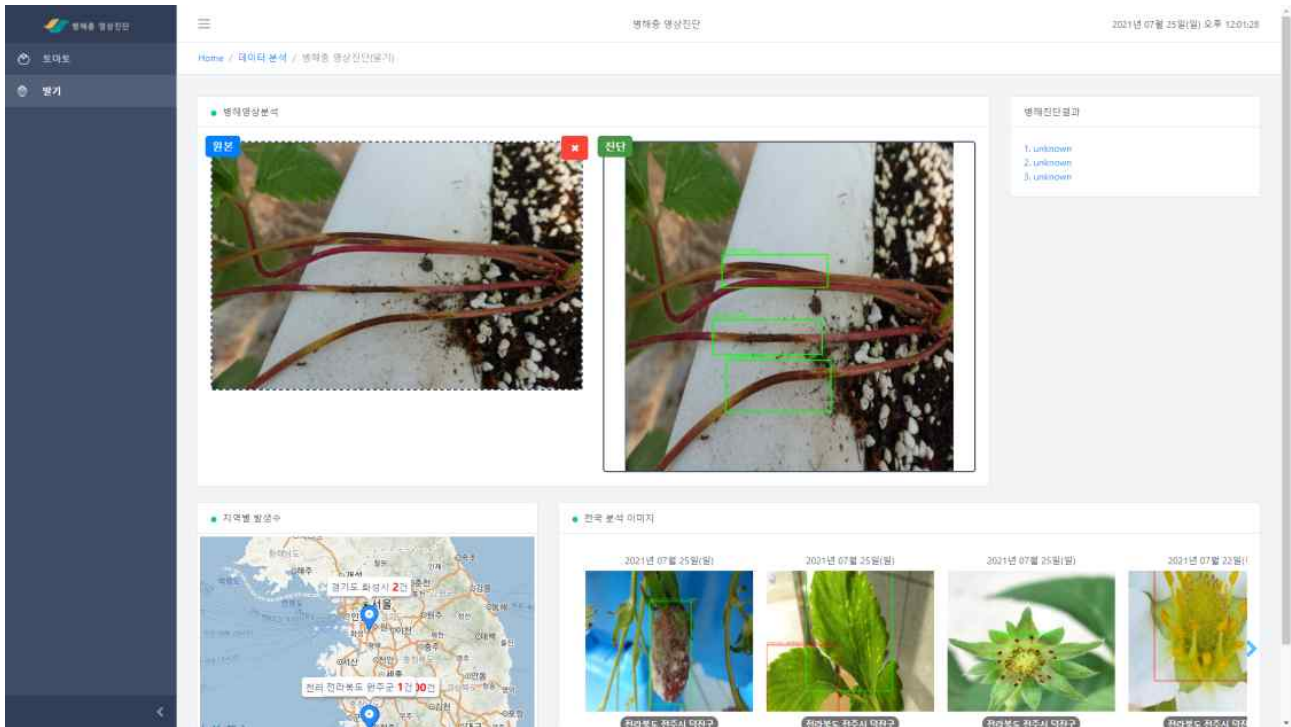 병해충 영상진단
병해충 영상진단
2021년 07월 25일(일) 오후 12:01:28
토마토
딸기
Home / 데이터 분석 / 병해충 영상진단(딸기)
병해영상분석
원본
진단
병해진단결과
1. unknown
2. unknown
3. unknown
지역별 발생수
경기도 화성시 2건
서울
전라북도 완주군 1건
전국 분석 이미지
2021년 07월 25일(일)
2021년 07월 25일(일)
2021년 07월 25일(일)
2021년 07월 22일(
전라북도 전주시 덕진구
전라북도 전주시 덕진구
전라북도 전주시 덕진구
전라북도 전주시 덕진